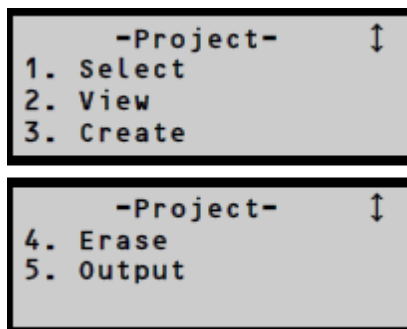 -Project- ↕
1. Select
2. View
3. Create
-Project- ↕
4. Erase
5. Output